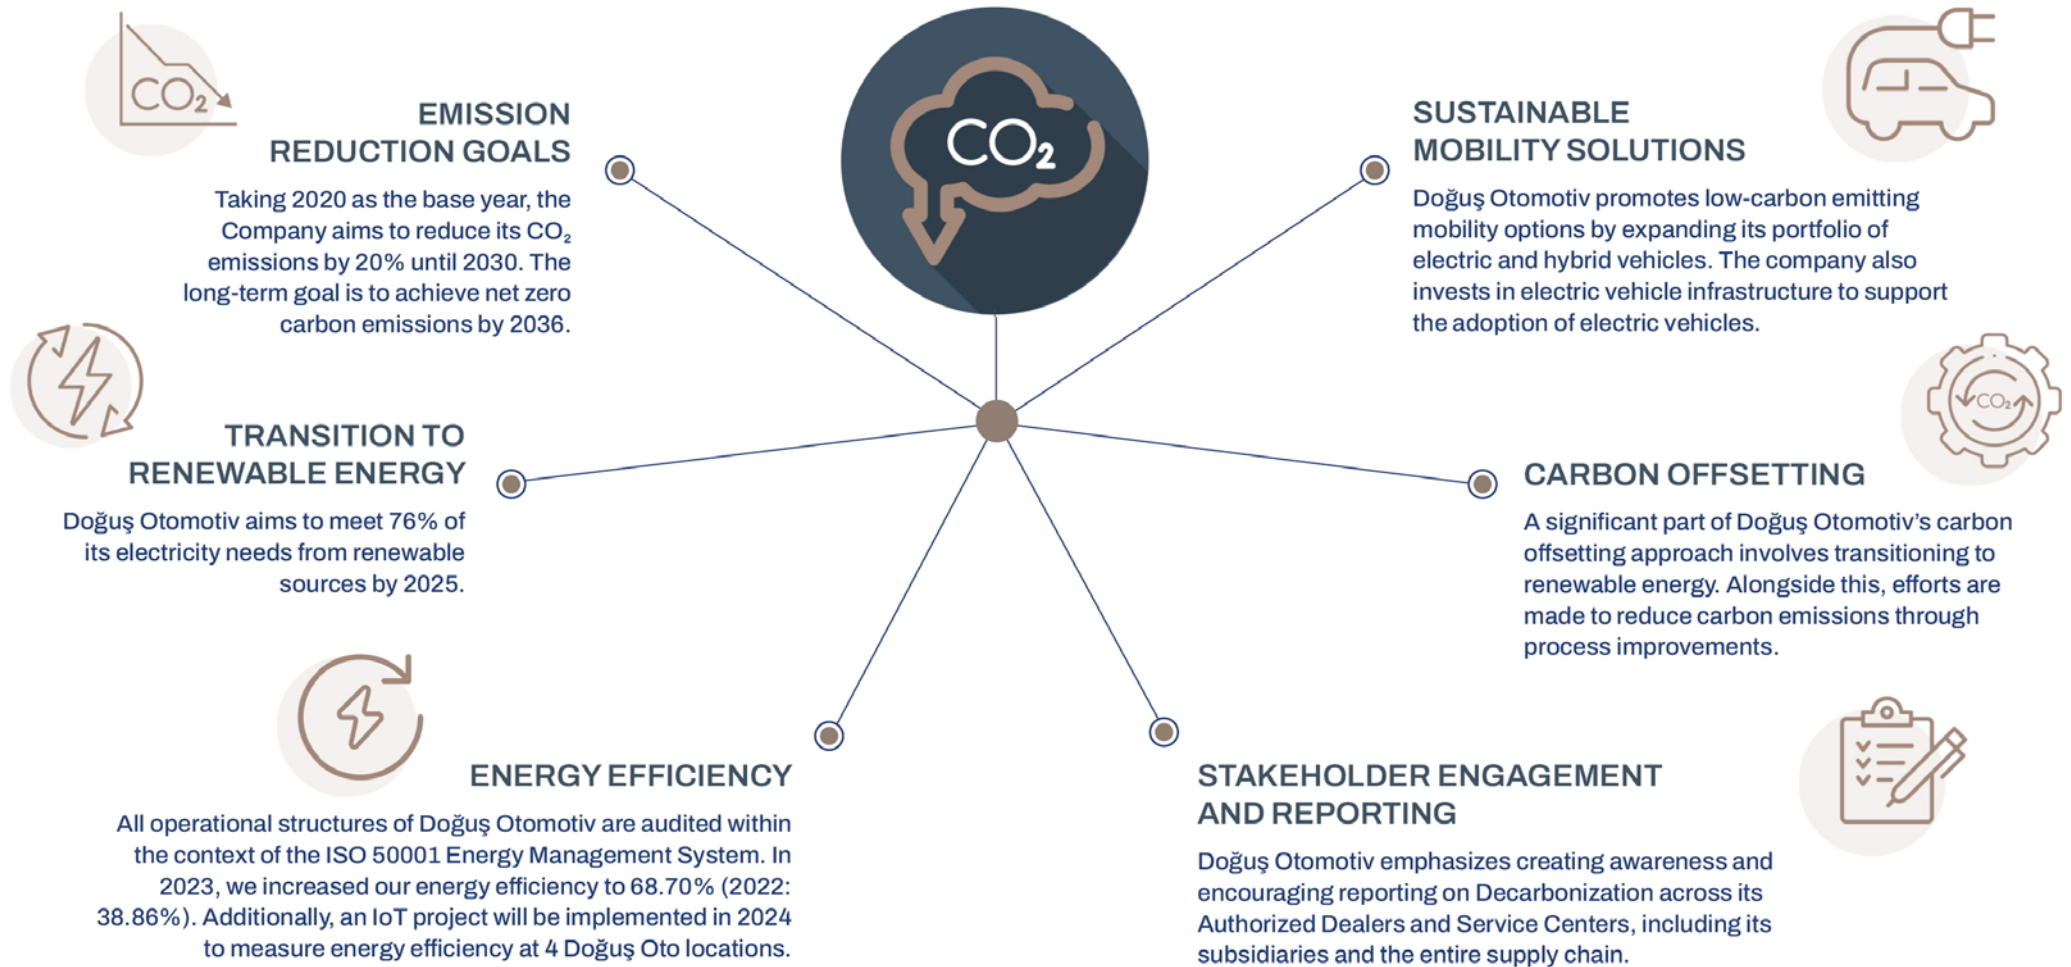 CO₂
EMISSION
REDUCTION GOALS
Taking 2020 as the base year, the
Company aims to reduce its CO₂
emissions by 20% until 2030. The
long-term goal is to achieve net zero
carbon emissions by 2036.
TRANSITION TO
RENEWABLE ENERGY
Doğuş Otomotiv aims to meet 76% of
its electricity needs from renewable
sources by 2025.
ENERGY EFFICIENCY
All operational structures of Doğuş Otomotiv are audited within
the context of the ISO 50001 Energy Management System. In
2023, we increased our energy efficiency to 68.70% (2022:
38.86%). Additionally, an IoT project will be implemented in 2024
to measure energy efficiency at 4 Doğuş Oto locations.
CO₂
SUSTAINABLE
MOBILITY SOLUTIONS
Doğuş Otomotiv promotes low-carbon emitting
mobility options by expanding its portfolio of
electric and hybrid vehicles. The company also
invests in electric vehicle infrastructure to support
the adoption of electric vehicles.
CO₂
CARBON OFFSETTING
A significant part of Doğuş Otomotiv’s carbon
offsetting approach involves transitioning to
renewable energy. Alongside this, efforts are
made to reduce carbon emissions through
process improvements.
STAKEHOLDER ENGAGEMENT
AND REPORTING
Doğuş Otomotiv emphasizes creating awareness and
encouraging reporting on Decarbonization across its
Authorized Dealers and Service Centers, including its
subsidiaries and the entire supply chain.